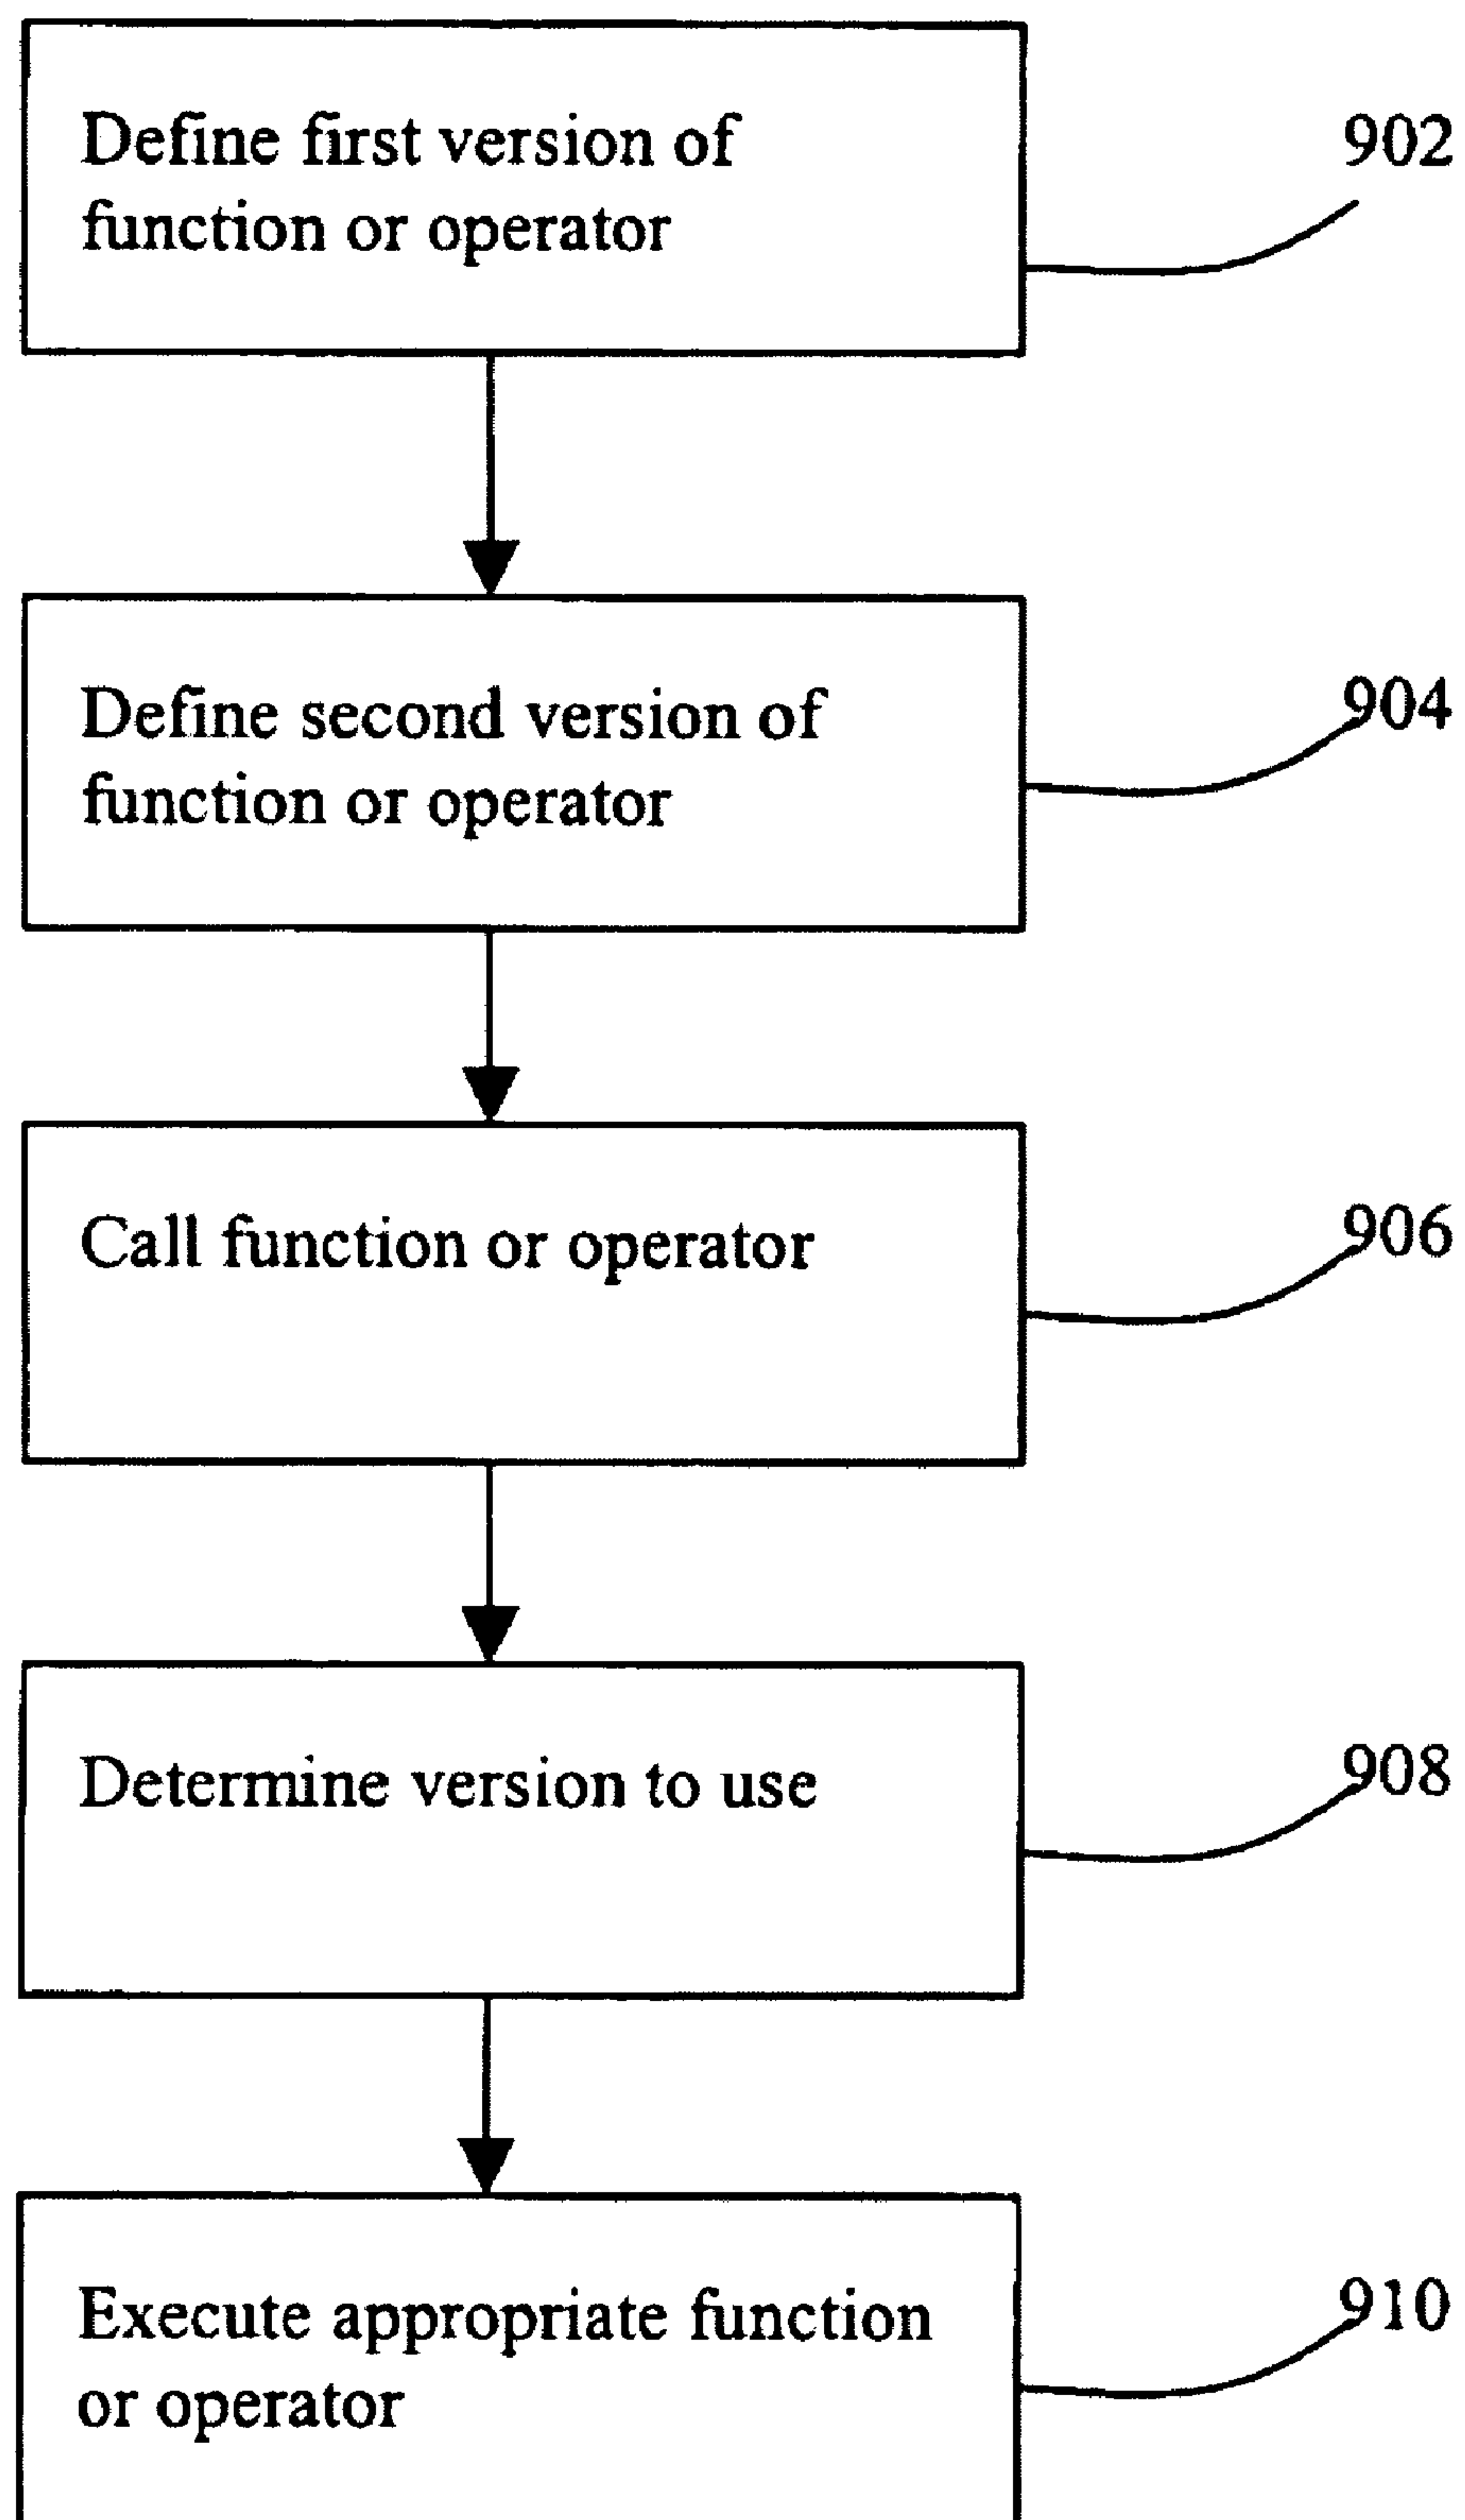 Define first version of
function or operator
902
Define second version of
function or operator
904
Call function or operator
906
Determine version to use
908
Execute appropriate function
or operator
910